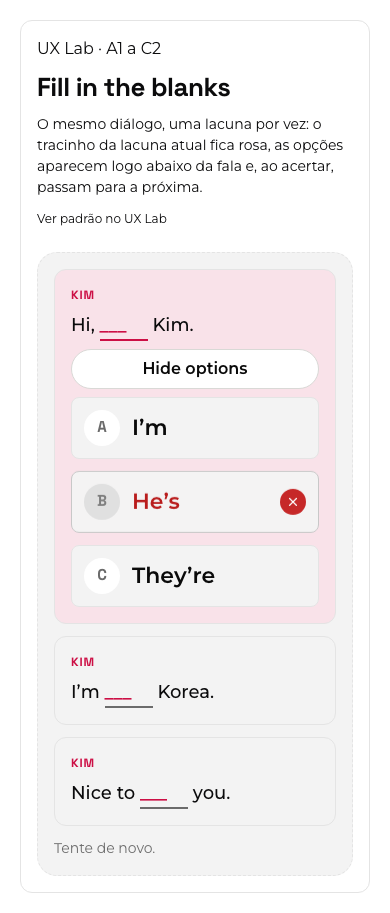 UX Lab · A1 a C2
Fill in the blanks
O mesmo diálogo, uma lacuna por vez: o
tracinho da lacuna atual fica rosa, as opções
aparecem logo abaixo da fala e, ao acertar,
passam para a próxima.
Ver padrão no UX Lab
KIM
Hi, ___ Kim.
Hide options
A I’m
B He’s
C They’re
KIM
I’m ___ Korea.
KIM
Nice to ___ you.
Tente de novo.